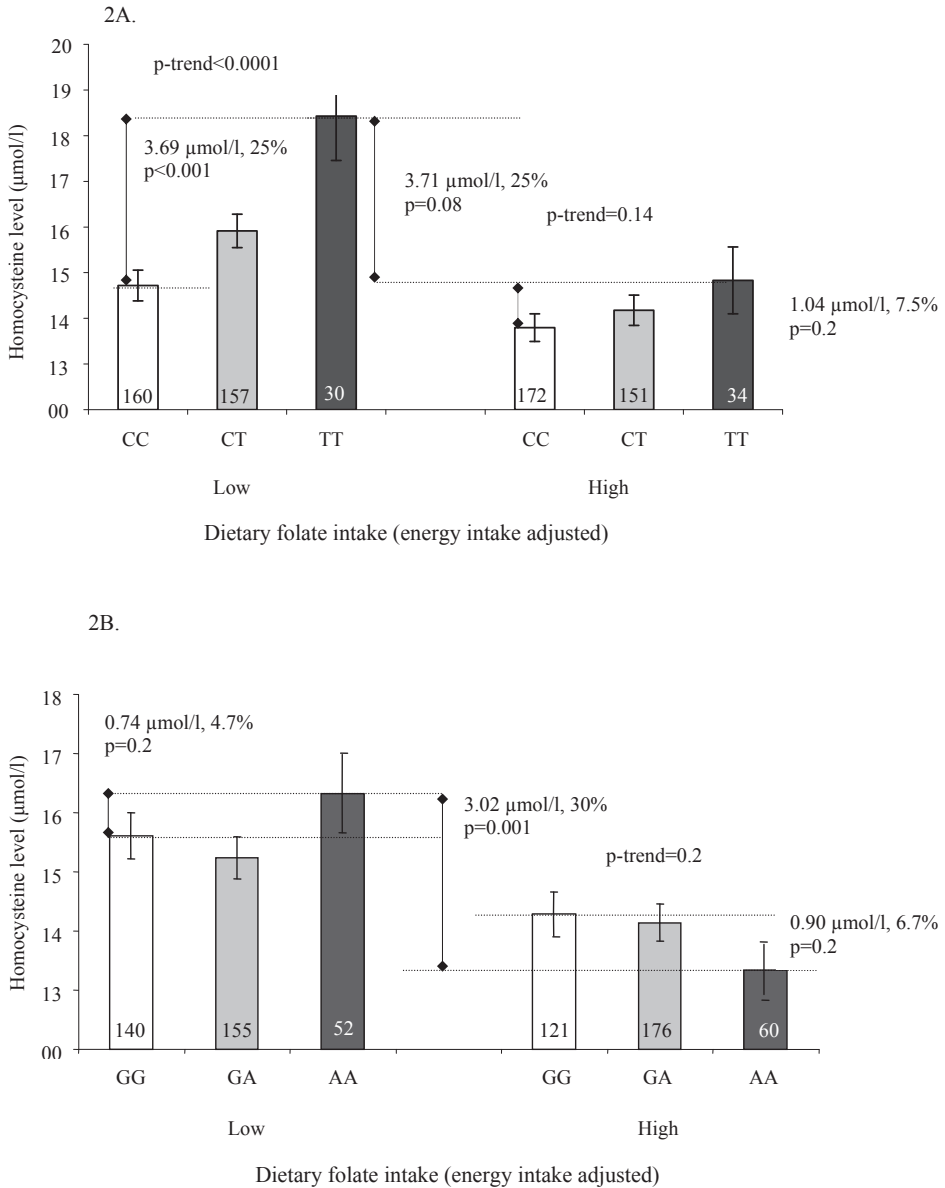 2A.
Homocysteine level (µmol/l)
20
19
18
17
16
15
14
13
00
p-trend<0.0001
3.69 µmol/l, 25%
p<0.001
3.71 µmol/l, 25%
p=0.08
p-trend=0.14
1.04 µmol/l, 7.5%
p=0.2
160
157
30
172
151
34
CC
CT
TT
CC
CT
TT
Low
High
Dietary folate intake (energy intake adjusted)
2B.
Homocysteine level (µmol/l)
18
17
16
15
14
13
00
0.74 µmol/l, 4.7%
p=0.2
3.02 µmol/l, 30%
p=0.001
p-trend=0.2
0.90 µmol/l, 6.7%
p=0.2
140
155
52
121
176
60
GG
GA
AA
GG
GA
AA
Low
High
Dietary folate intake (energy intake adjusted)